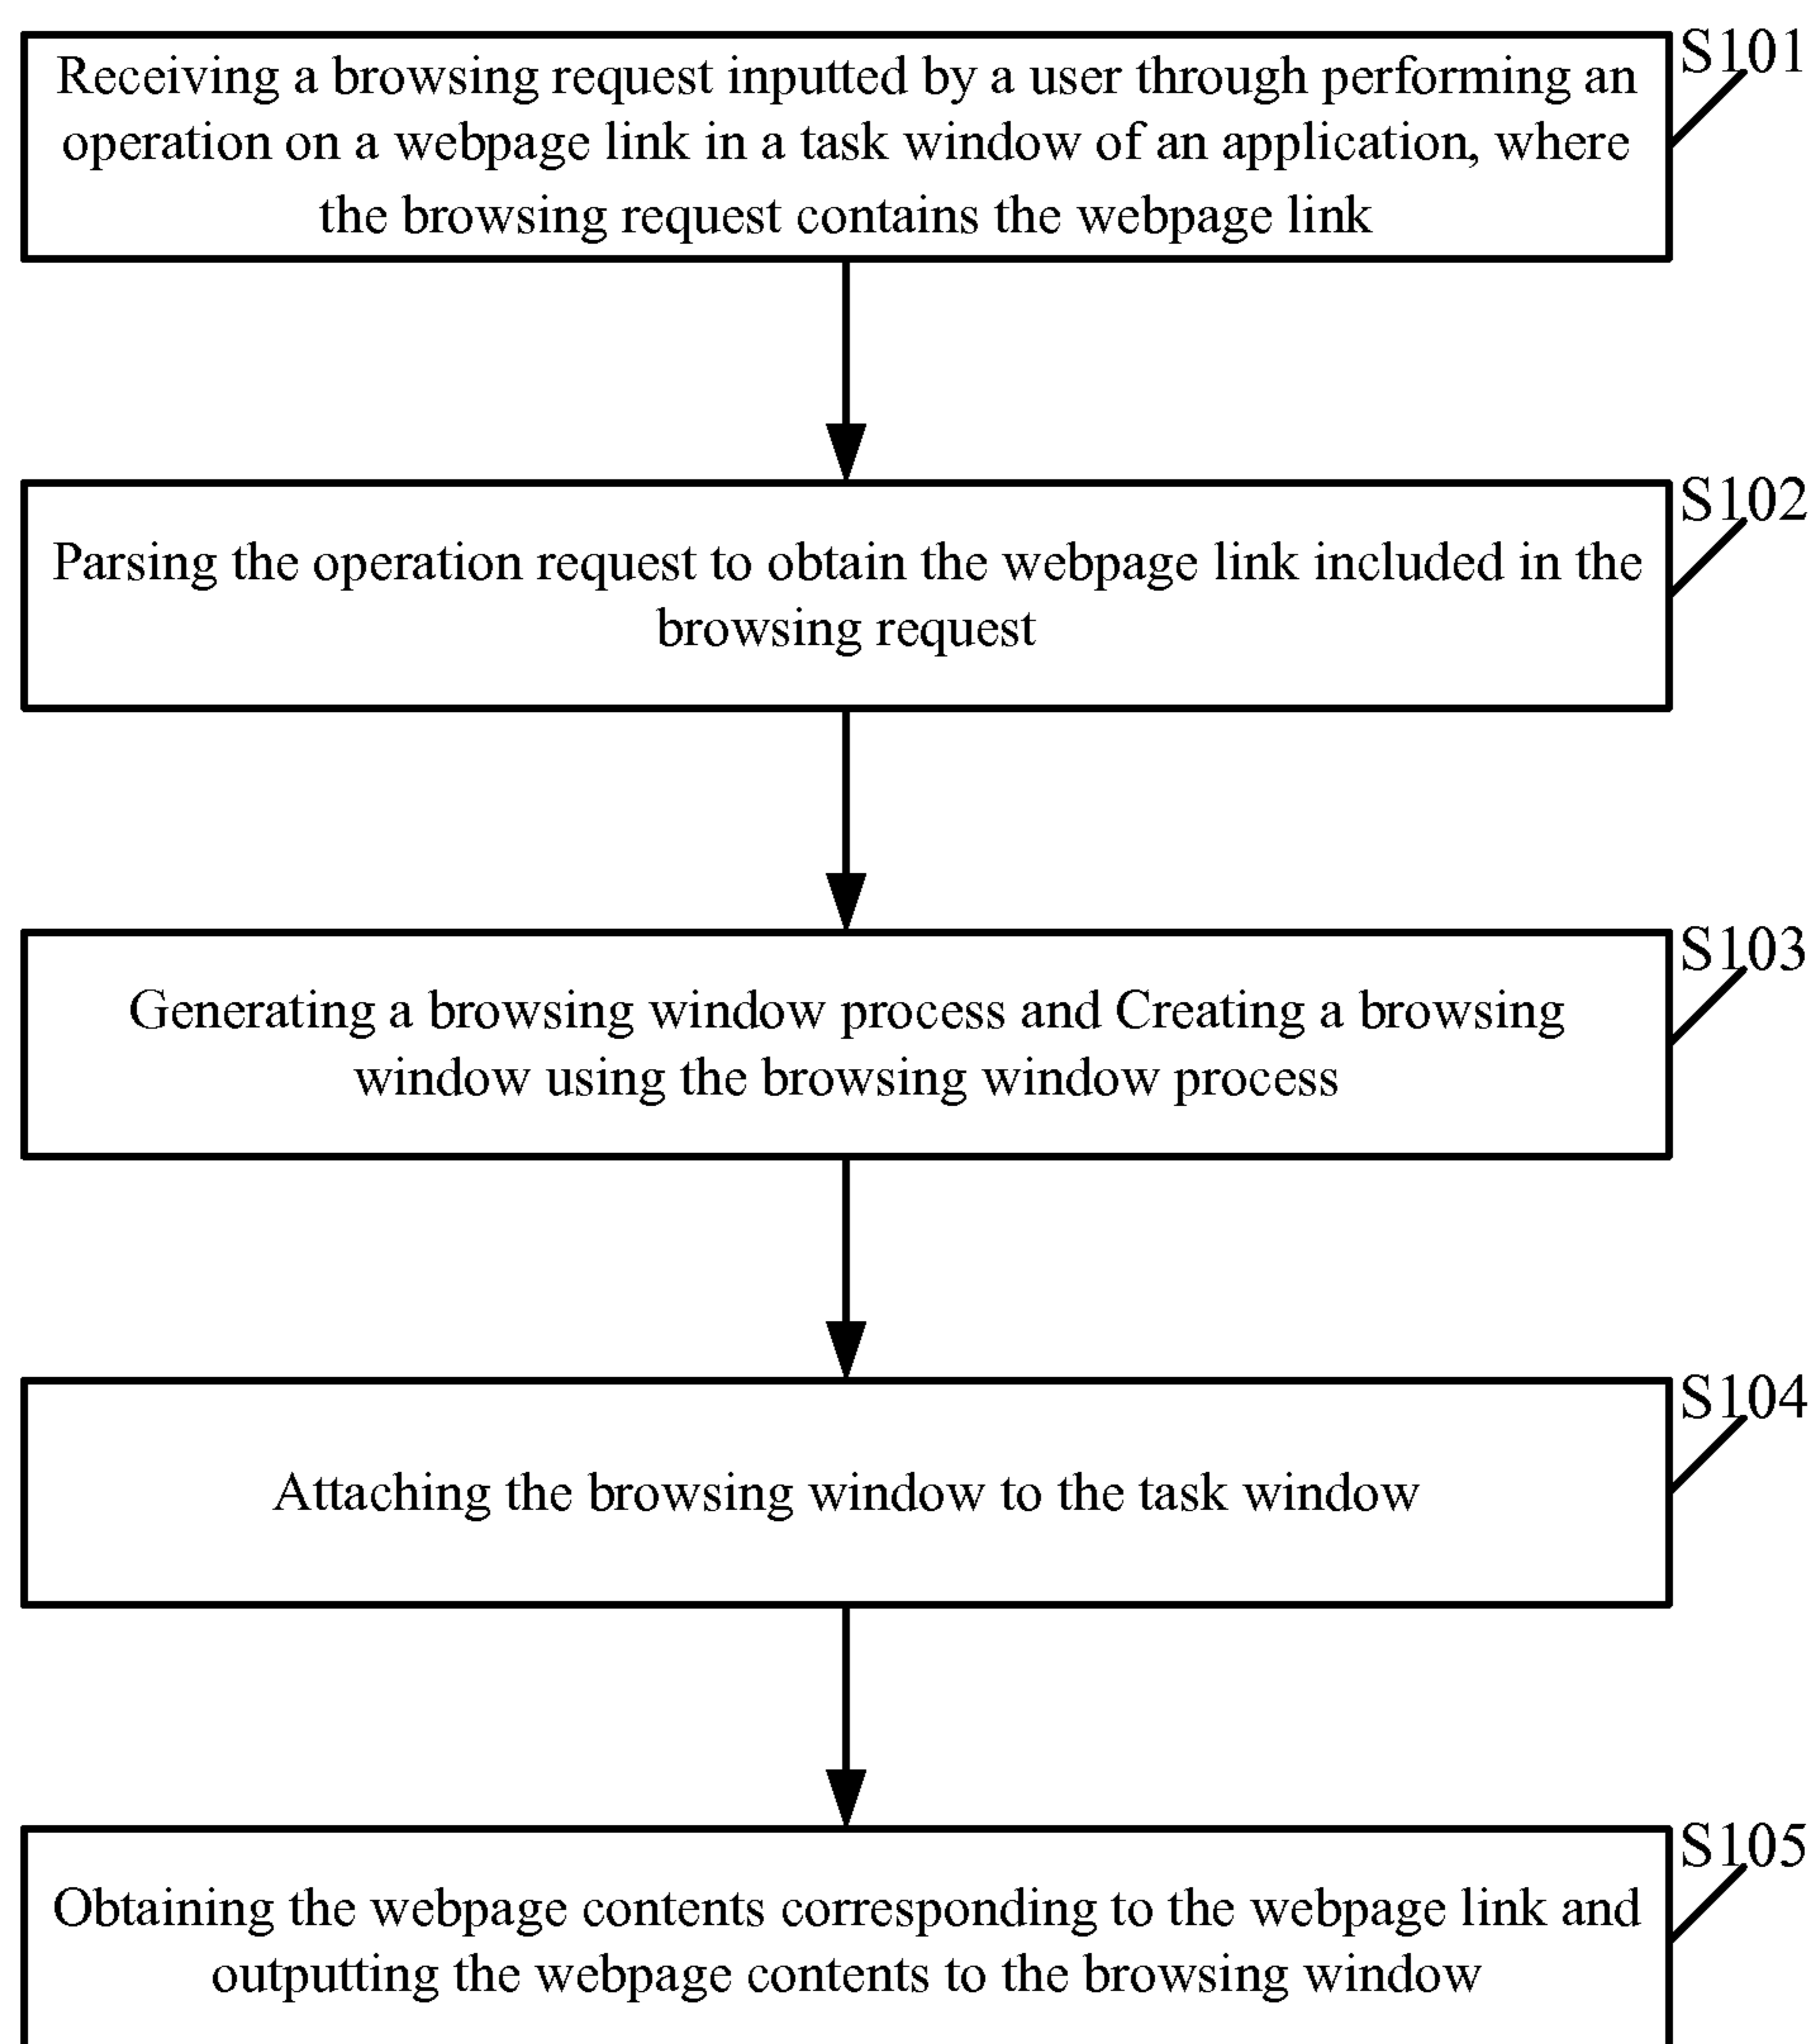 S101
Receiving a browsing request inputted by a user through performing an
operation on a webpage link in a task window of an application, where
the browsing request contains the webpage link
S102
Parsing the operation request to obtain the webpage link included in the
browsing request
S103
Generating a browsing window process and Creating a browsing
window using the browsing window process
S104
Attaching the browsing window to the task window
S105
Obtaining the webpage contents corresponding to the webpage link and
outputting the webpage contents to the browsing window